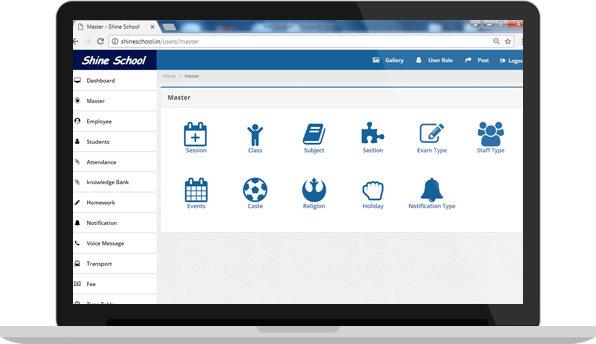 Master - Shine School
shineschool.in/users/master
Shine School
Gallery
User Role
Post
Logou
Home > Master
Dashboard
Master
Employee
Students
Attendance
knowledge Bank
Homework
Notification
Voice Message
Transport
Fee
Master
Session
Class
Subject
Section
Exam Type
Staff Type
Events
Caste
Religion
Holiday
Notification Type